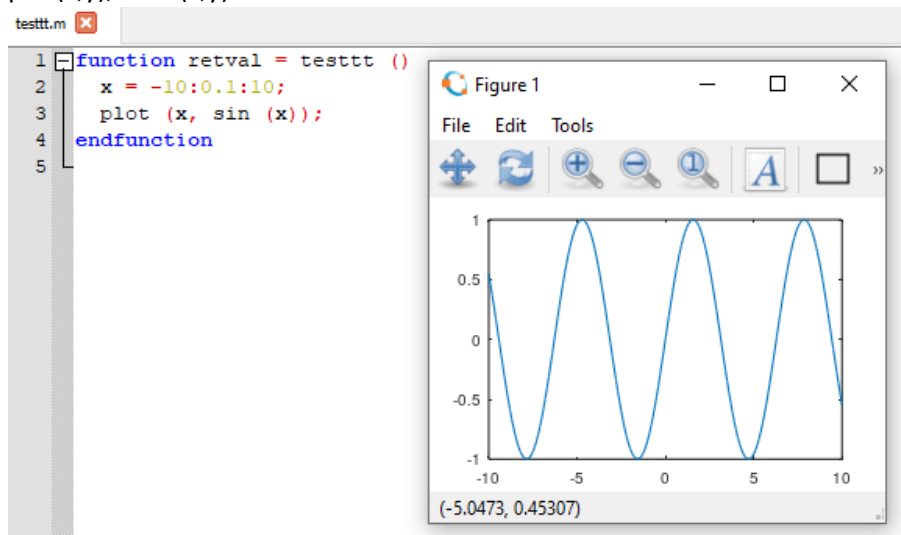 testtt.m
1 function retval = testtt ()
2 x = -10:0.1:10;
3 plot (x, sin (x));
4 endfunction
5
Figure 1
File Edit Tools
1
A
»
1
0.5
0
-0.5
-1
-10 -5 0 5 10
(-5.0473, 0.45307)